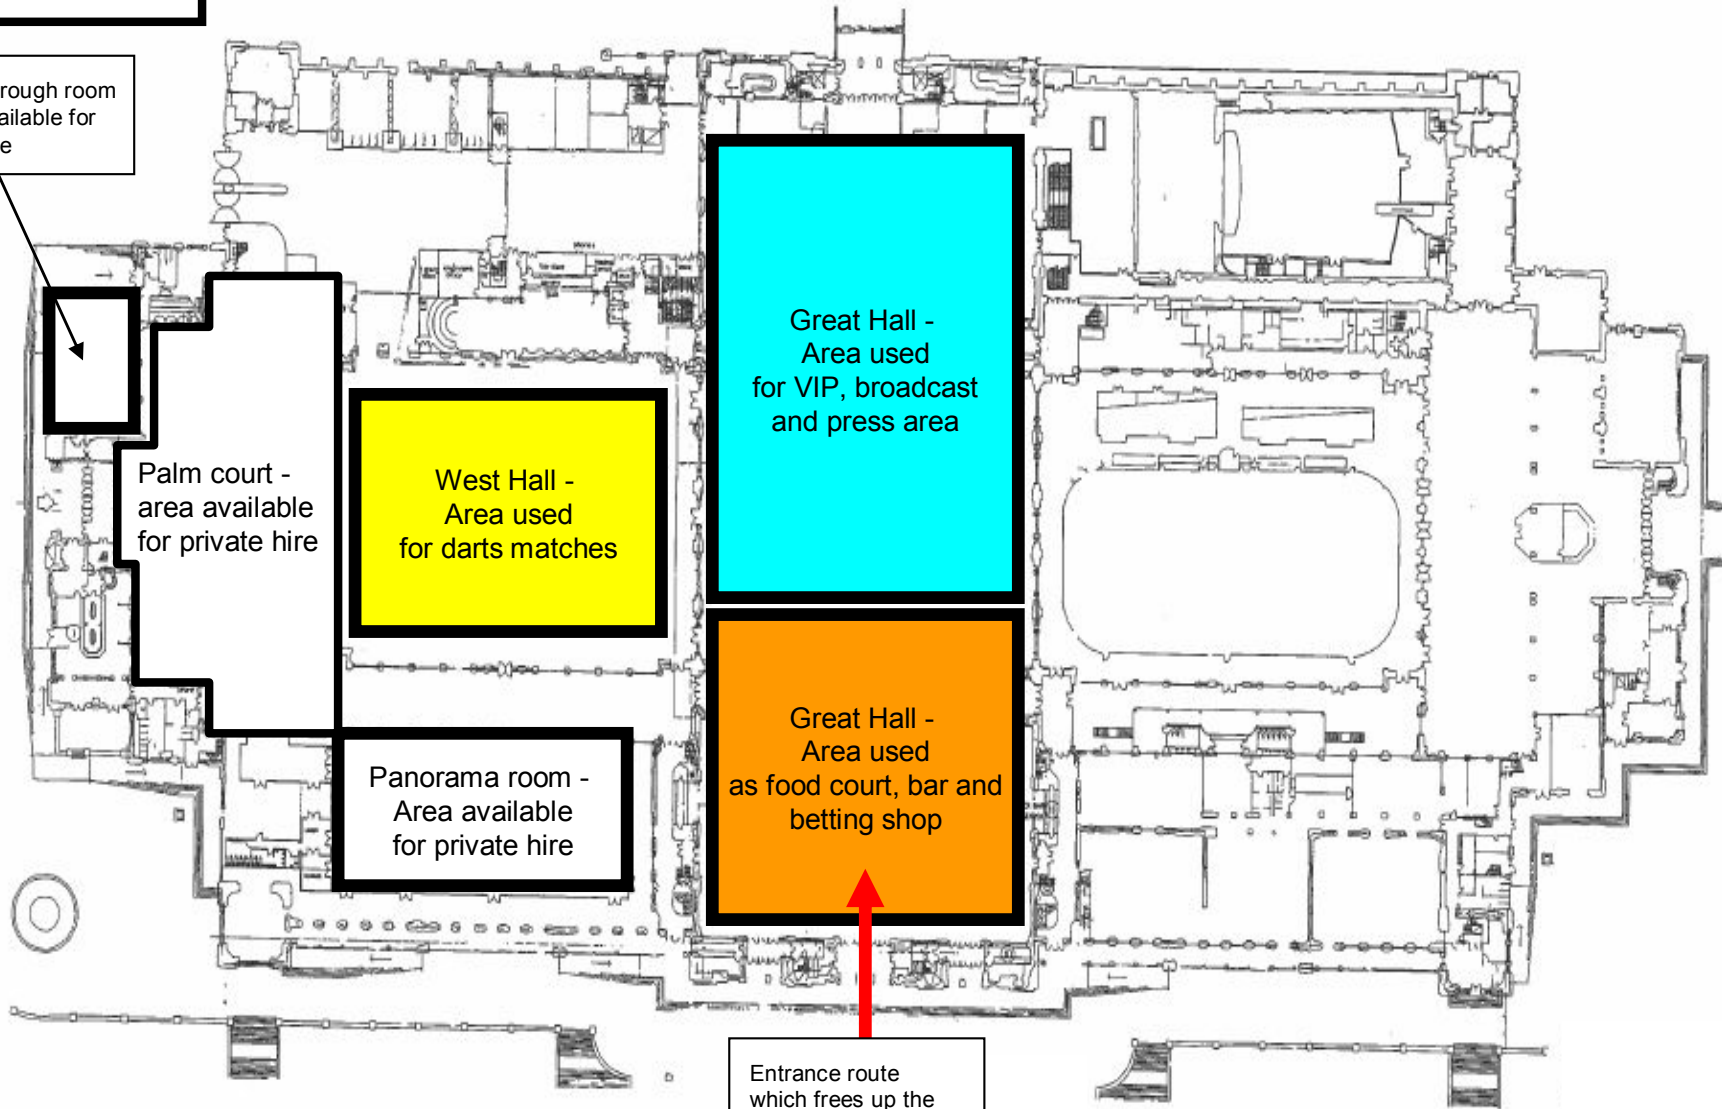 rough room
ailable for
e
Great Hall -
Area used
for VIP, broadcast
and press area
Palm court -
area available
for private hire
West Hall -
Area used
for darts matches
Great Hall -
Area used
as food court, bar and
betting shop
Panorama room -
Area available
for private hire
Entrance route
which frees up the